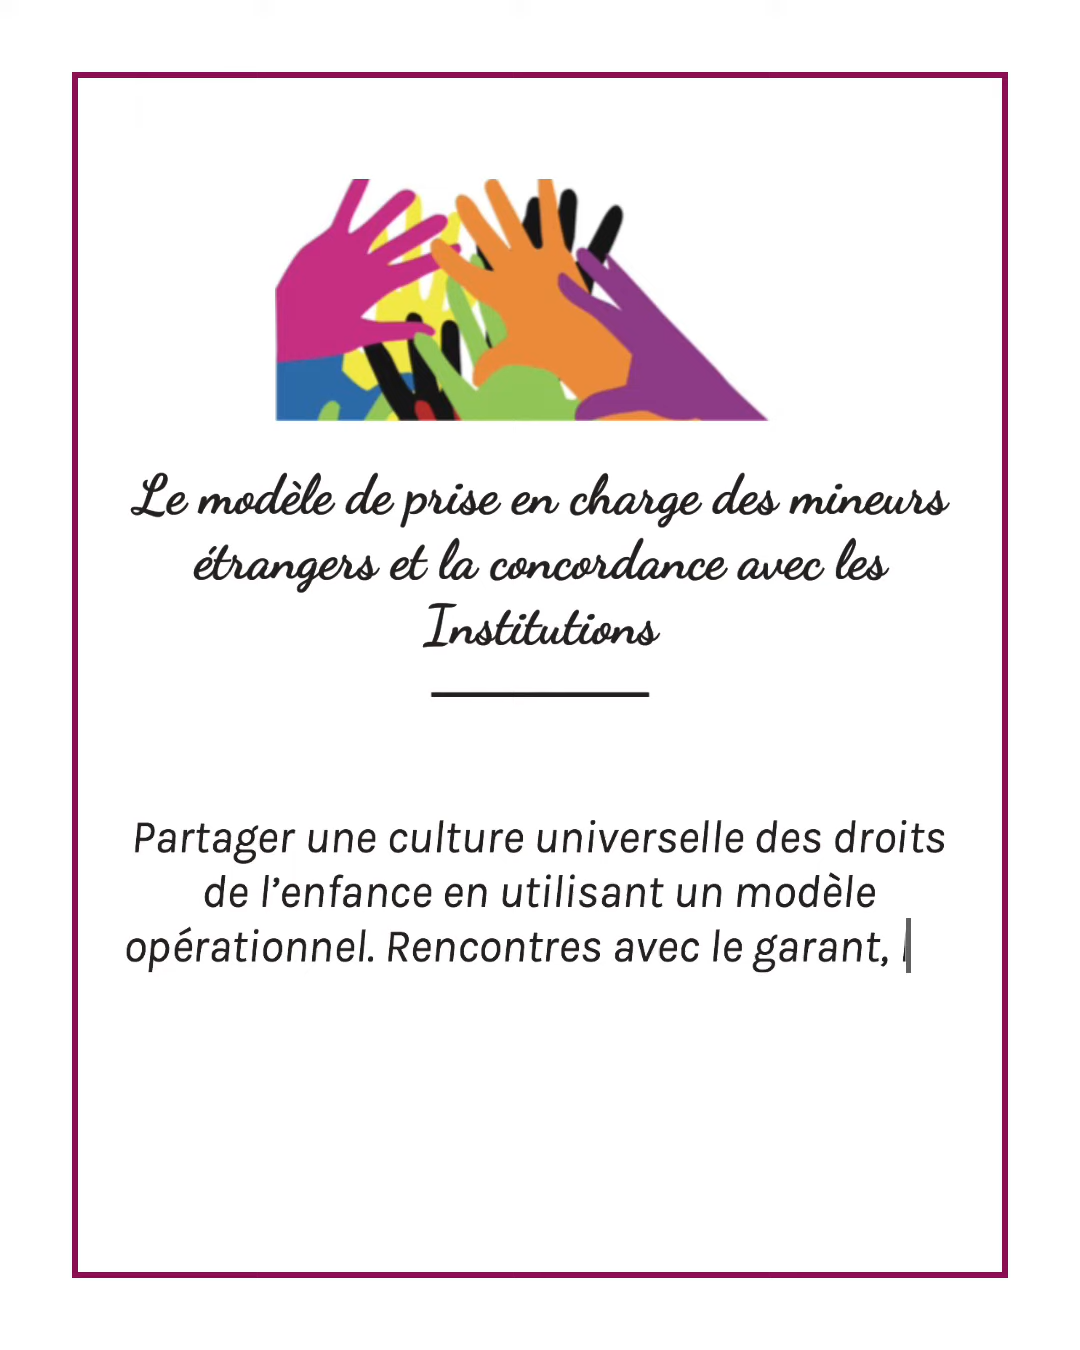 Le modèle de prise en charge des mineurs
étrangers et la concordance avec les
Institutions
Partager une culture universelle des droits
de l’enfance en utilisant un modèle
opérationnel. Rencontres avec le garant,